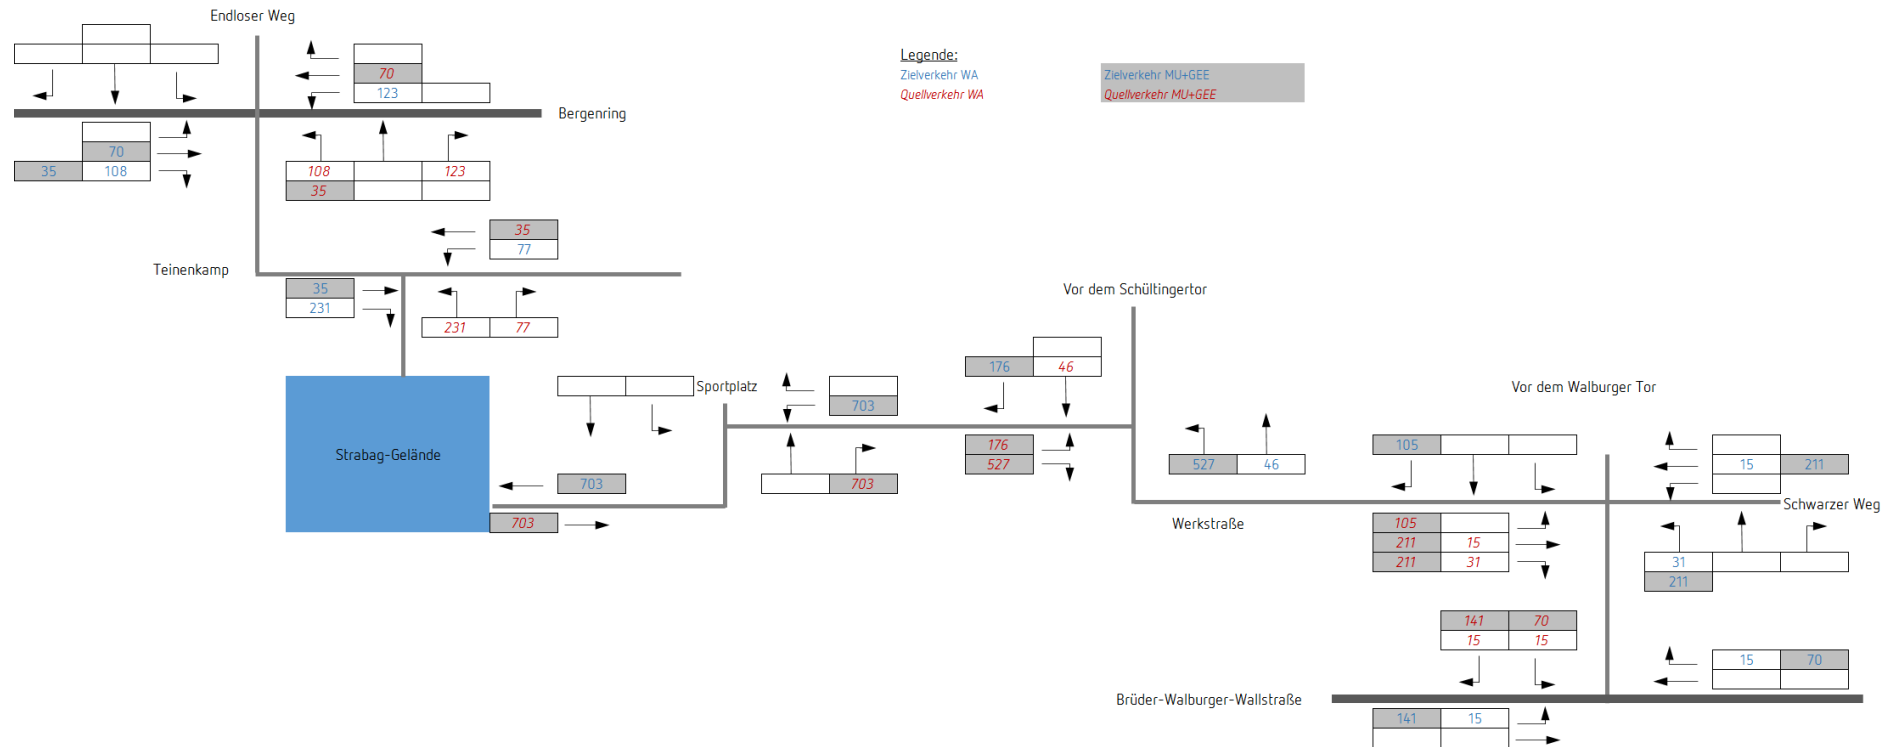 Endloser Weg
Legende:
Zielverkehr WA
Zielverkehr MU+GEE
Quellverkehr WA
Quellverkehr MU+GEE
70
123
Bergenring
70
35 108
108 123
35
35
77
Teinenkamp
35
231
231 77
Vor dem Schültingertor
176 46
Sportplatz
703
Vor dem Walburger Tor
Strabag-Gelände
703
703
703
176
527
527 46
105
15 211
Schwarzer Weg
Werkstraße
105
211 15
211 31
31
211
141 70
15 15
15 70
Brüder-Walburger-Wallstraße
141 15